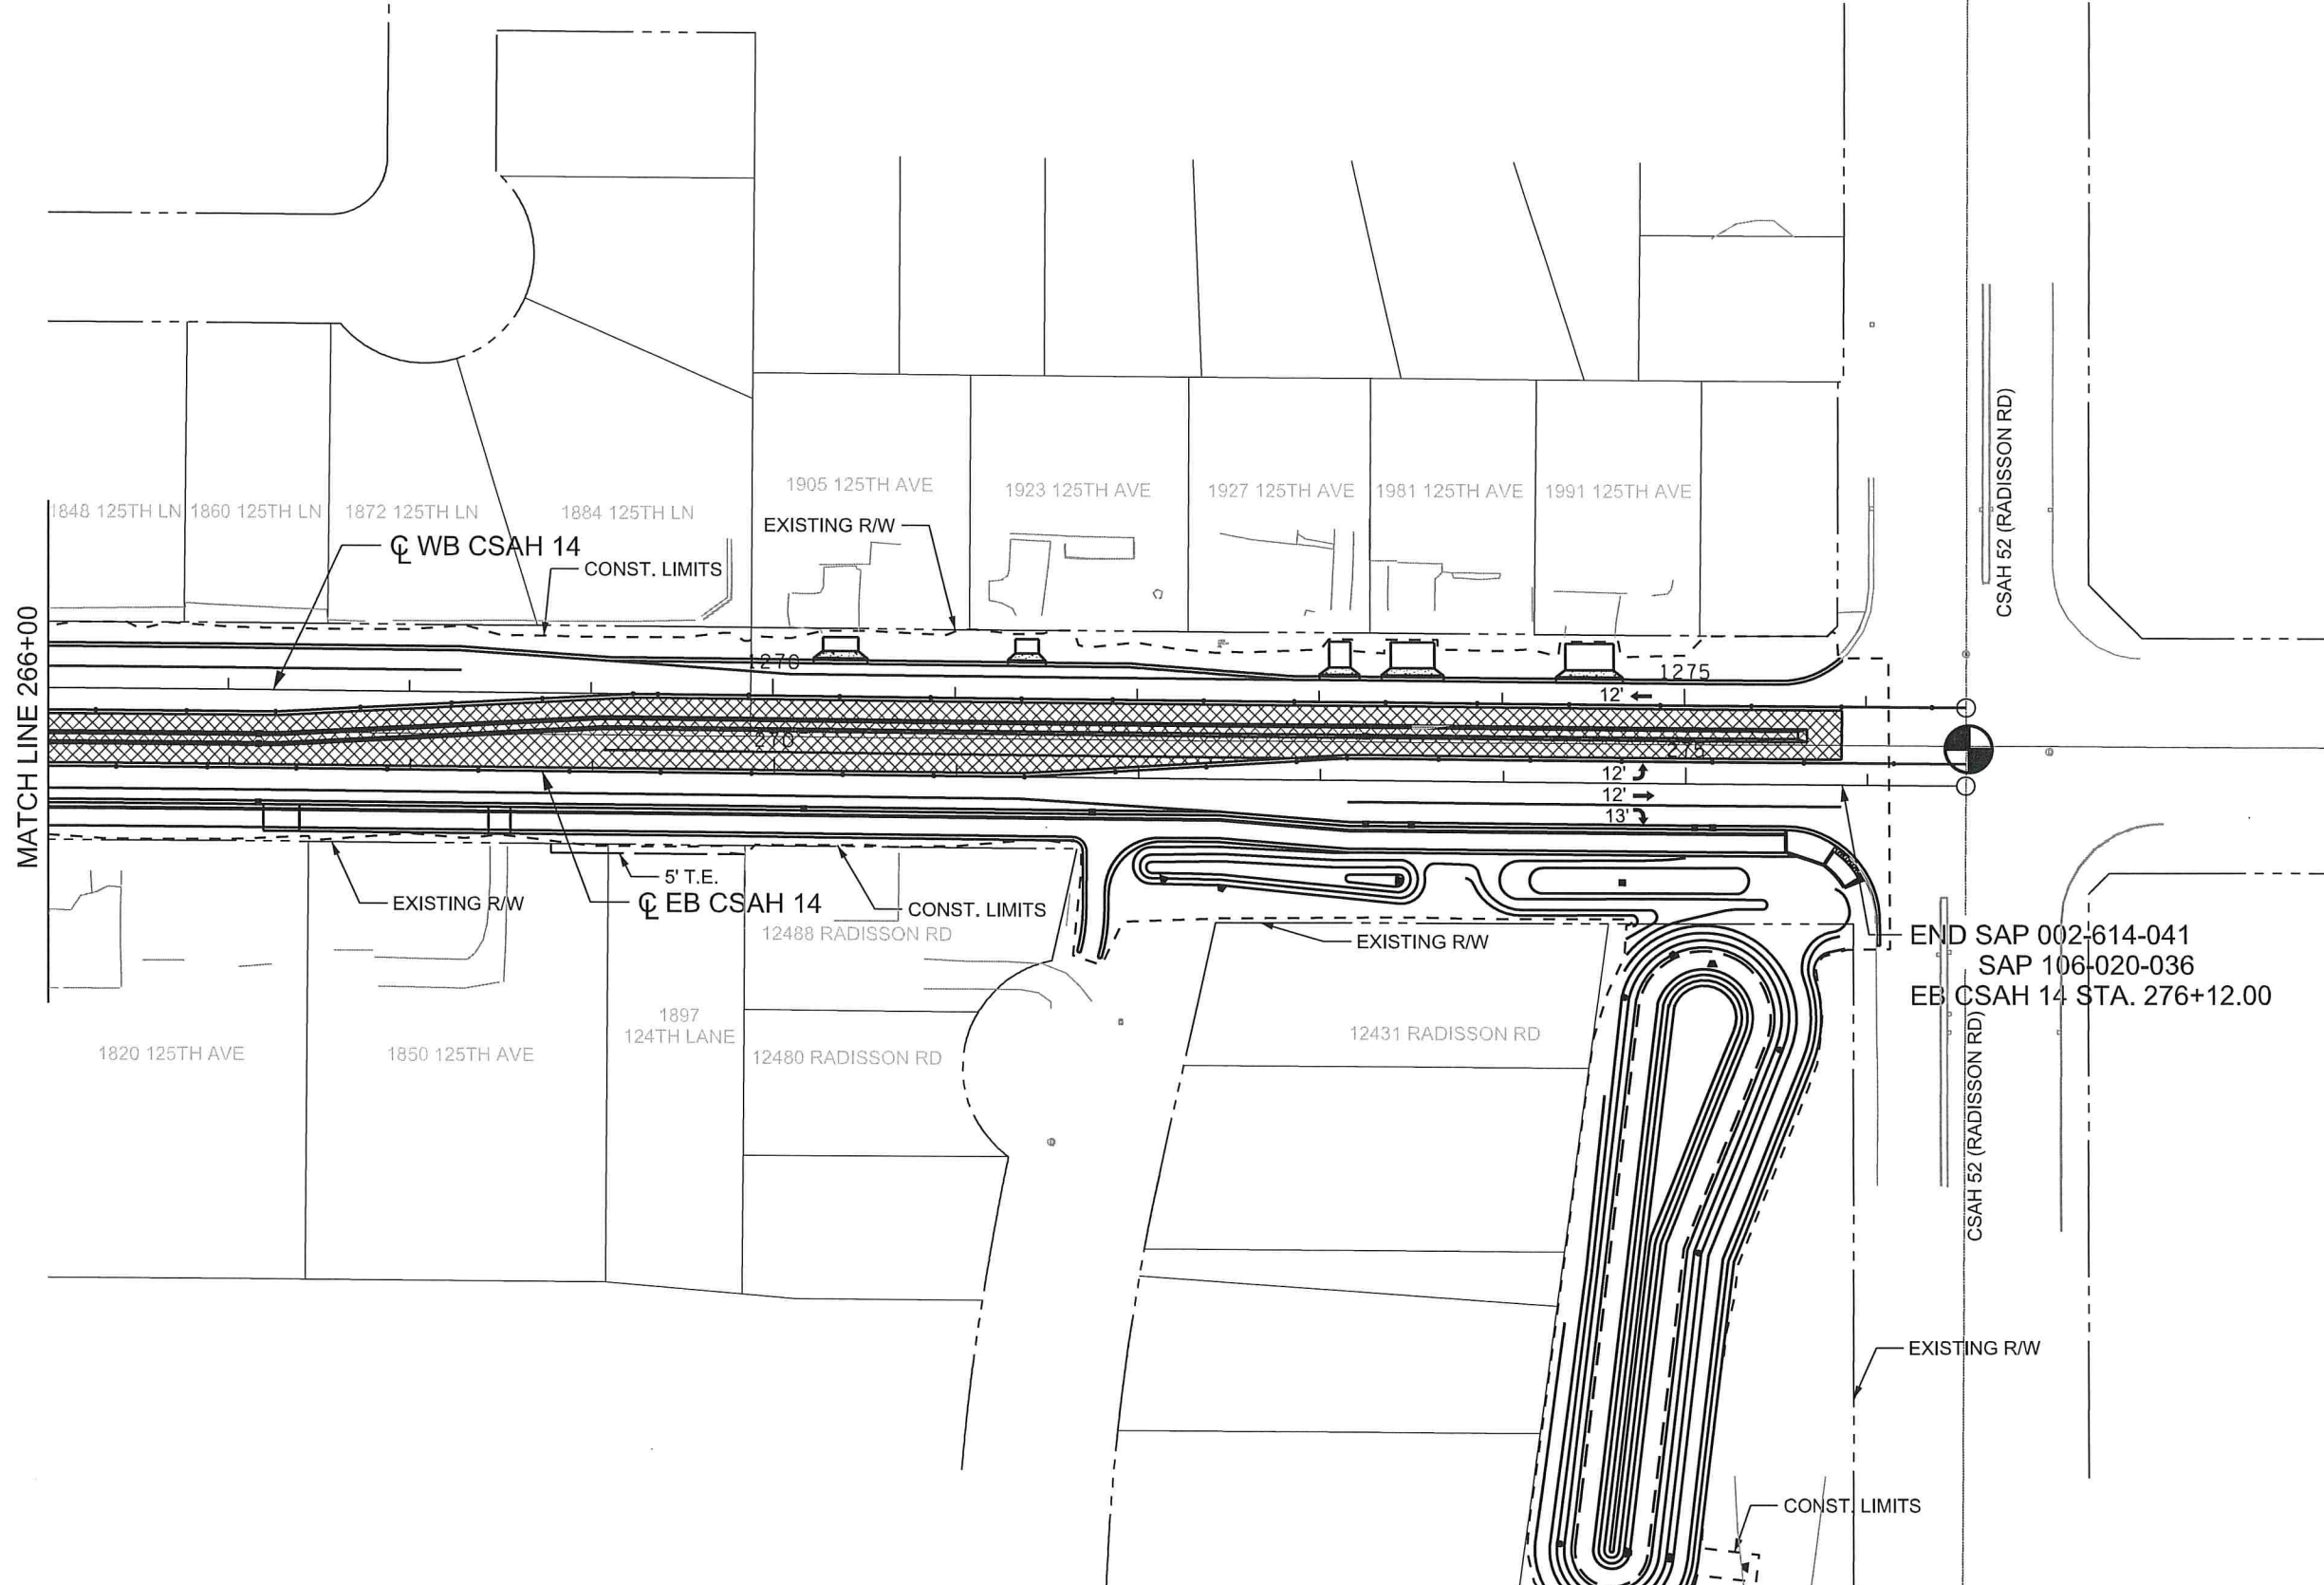 CSAH 52 (RADISSON RD)
1905 125TH AVE
1923 125TH AVE
1927 125TH AVE
1981 125TH AVE
1991 125TH AVE
1848 125TH LN
1860 125TH LN
1872 125TH LN
1884 125TH LN
EXISTING R/W
℄ WB CSAH 14
CONST. LIMITS
MATCH LINE 266+00
1270
1275
12'
270
275
12'
12'
13'
5' T.E.
EXISTING R/W
℄ EB CSAH 14
CONST. LIMITS
12488 RADISSON RD
EXISTING R/W
END SAP 002-614-041
SAP 106-020-036
EB CSAH 14 STA. 276+12.00
1897
124TH LANE
12431 RADISSON RD
1820 125TH AVE
1850 125TH AVE
12480 RADISSON RD
CSAH 52 (RADISSON RD)
EXISTING R/W
CONST. LIMITS